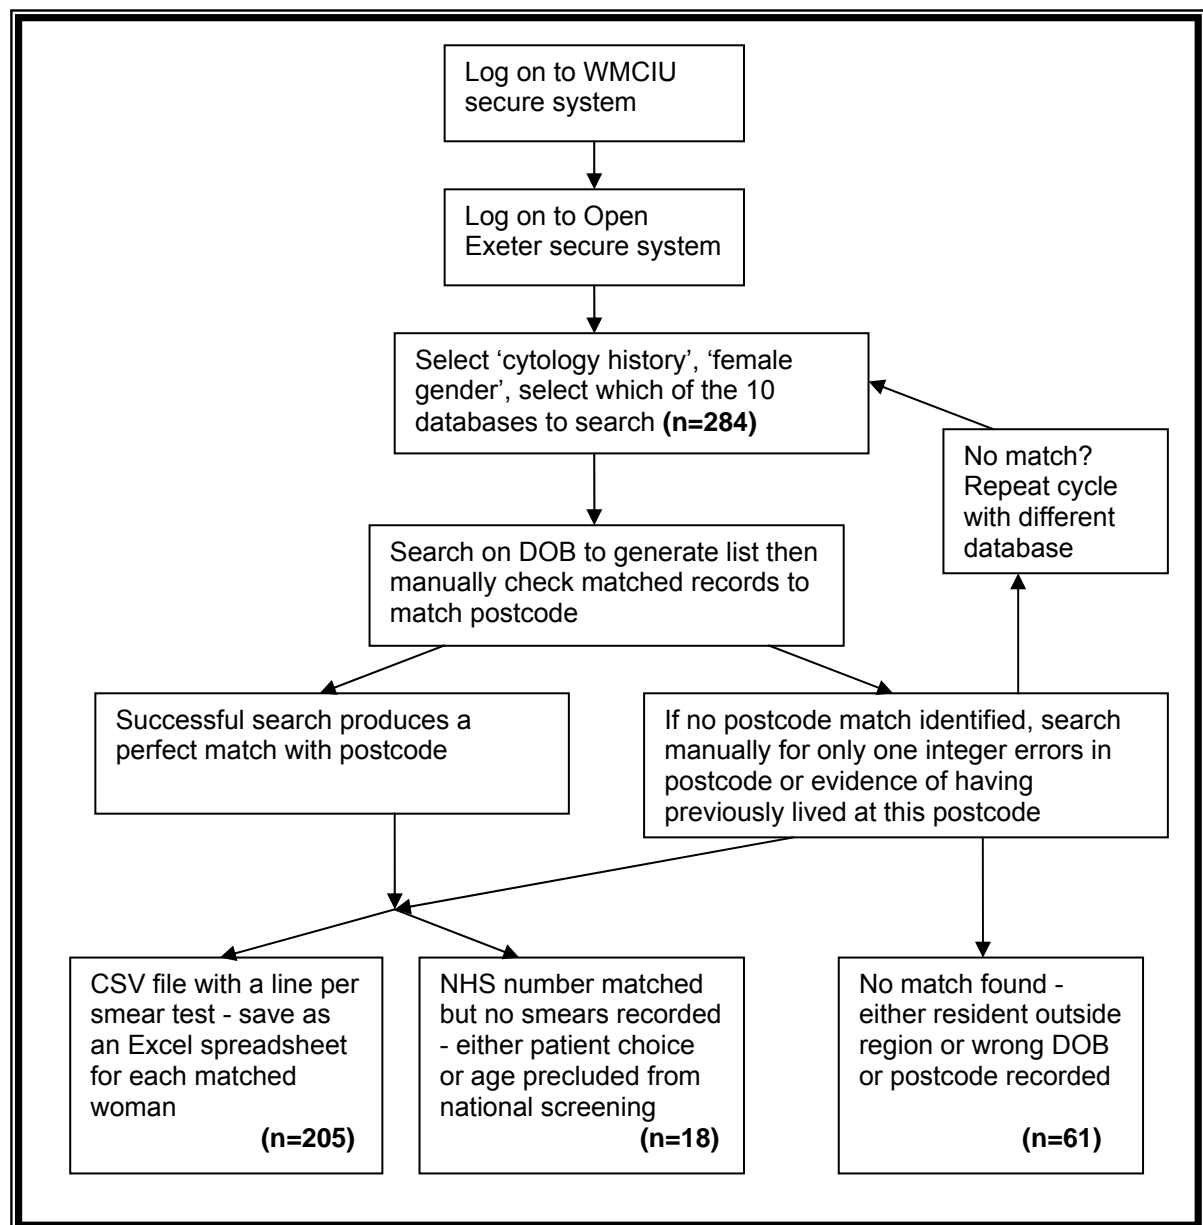 Log on to WMCIU
secure system
Log on to Open
Exeter secure system
Select ‘cytology history’, ‘female
gender’, select which of the 10
databases to search (n=284)
No match?
Repeat cycle
with different
database
Search on DOB to generate list then
manually check matched records to
match postcode
Successful search produces a
perfect match with postcode
If no postcode match identified, search
manually for only one integer errors in
postcode or evidence of having
previously lived at this postcode
CSV file with a line per
smear test - save as
an Excel spreadsheet
for each matched
woman
(n=205)
NHS number matched
but no smears recorded
- either patient choice
or age precluded from
national screening
(n=18)
No match found -
either resident outside
region or wrong DOB
or postcode recorded
(n=61)